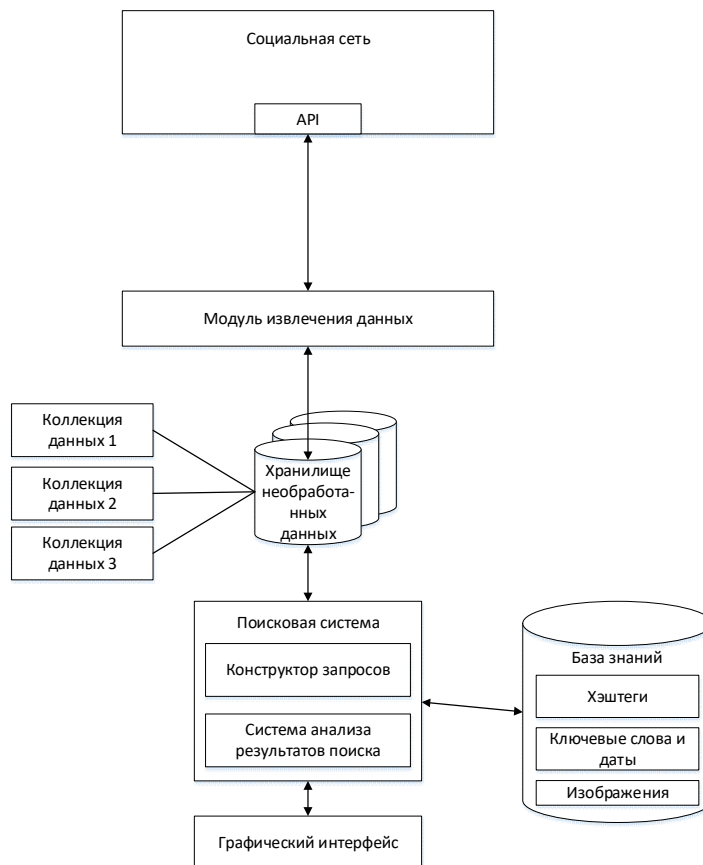 Социальная сеть
API
Модуль извлечения данных
Коллекция
данных 1
Коллекция
данных 2
Коллекция
данных 3
Хранилище
необработа-
нных
данных
Поисковая система
Конструктор запросов
Система анализа
результатов поиска
База знаний
Хэштеги
Ключевые слова и
даты
Изображения
Графический интерфейс